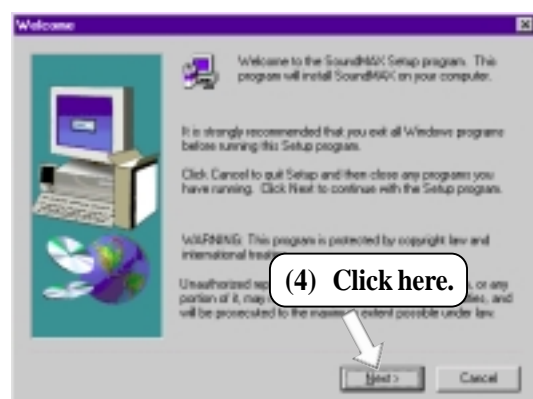 Welcome
Welcome to the SoundMAX Setup program. This
program will install SoundMAX on your computer.
It is strongly recommended that you exit all Windows programs
before running this Setup program.
Click Cancel to quit Setup and then close any programs you
have running. Click Next to continue with the Setup program.
WARNING: This program is protected by copyright law and
international
Unauthorized or any
portion of it, may and
will be prosecuted to the maximum extent possible under law.
(4) Click here.
Next >
Cancel